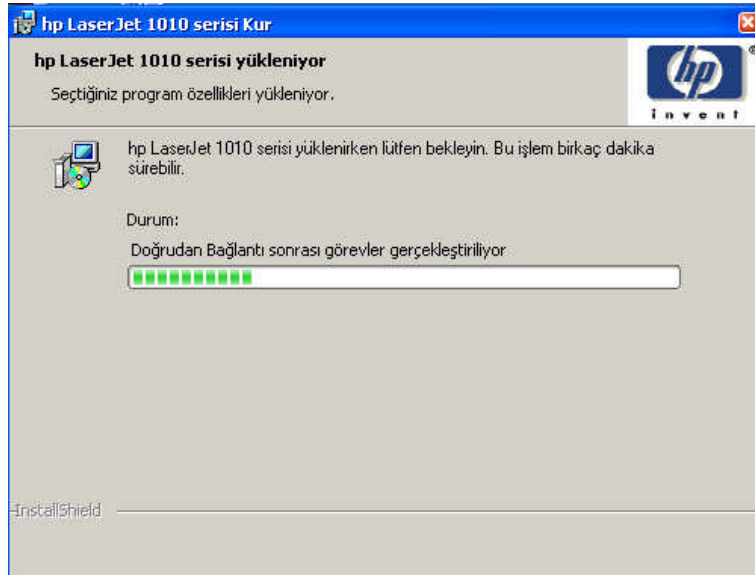 hp LaserJet 1010 serisi Kur
hp LaserJet 1010 serisi yükleniyor
Seçtiğiniz program özellikleri yükleniyor.
hp
®
invent
hp LaserJet 1010 serisi yüklenirken lütfen bekleyin. Bu işlem birkaç dakika
sürebilir.
Durum:
Doğrudan Bağlantı sonrası görevler gerçekleştiriliyor
InstallShield